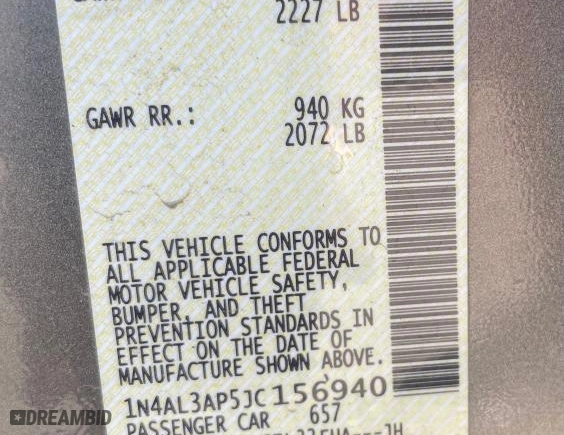 2227 LB
GAWR RR.: 940 KG
2072 LB
THIS VEHICLE CONFORMS TO
ALL APPLICABLE FEDERAL
MOTOR VEHICLE SAFETY,
BUMPER, AND THEFT
PREVENTION STANDARDS IN
EFFECT ON THE DATE OF
MANUFACTURE SHOWN ABOVE.
1N4AL3AP5JC156940
PASSENGER CAR 657
DREAMBID